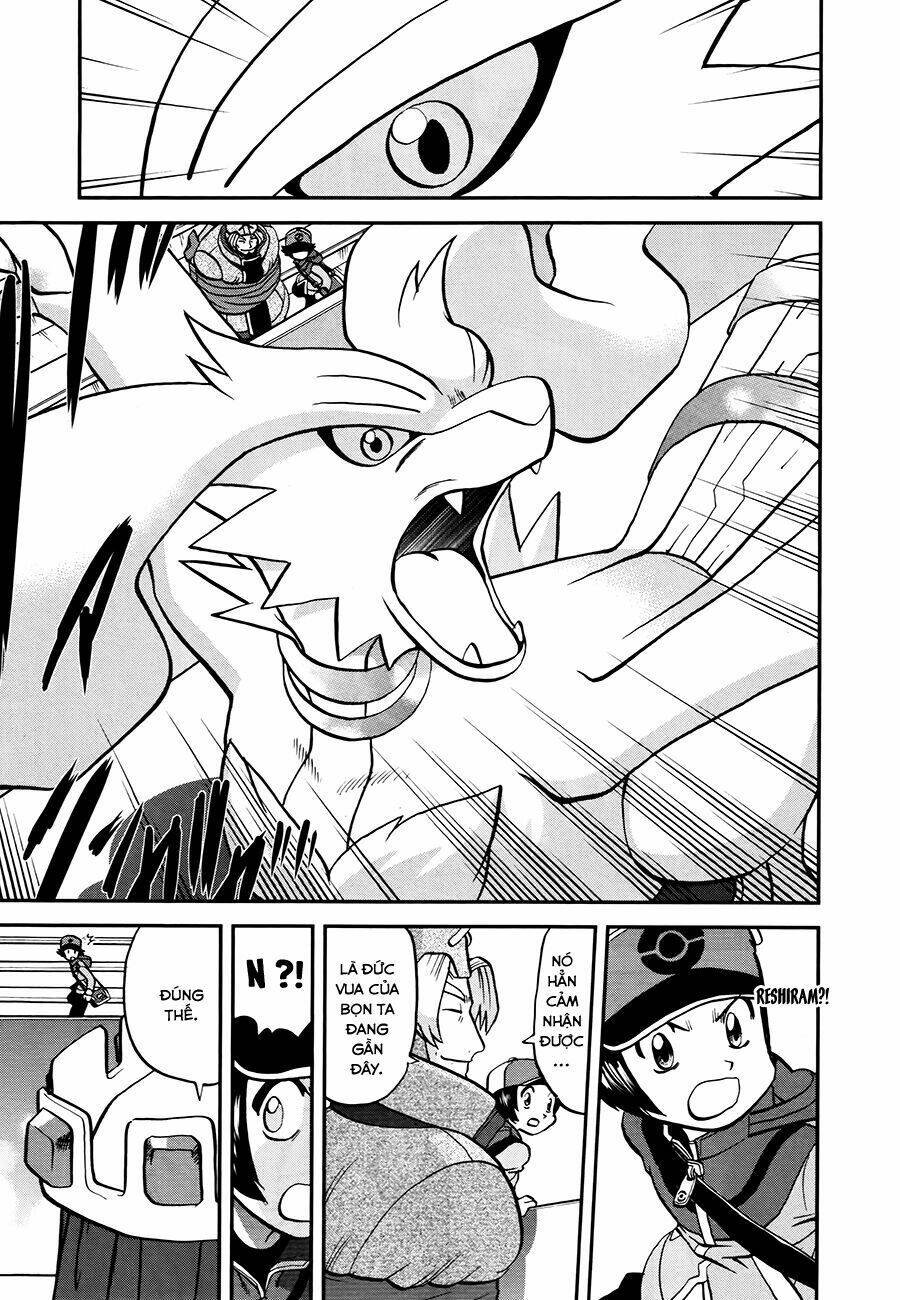 RESHIRAM?!
NÓ HẲN
CẢM
NHẬN
ĐƯỢC
...
LÀ ĐỨC
VUA CỦA
BỌN TA
ĐANG
GẦN
ĐÂY.
N ?!
ĐÚNG
THẾ.